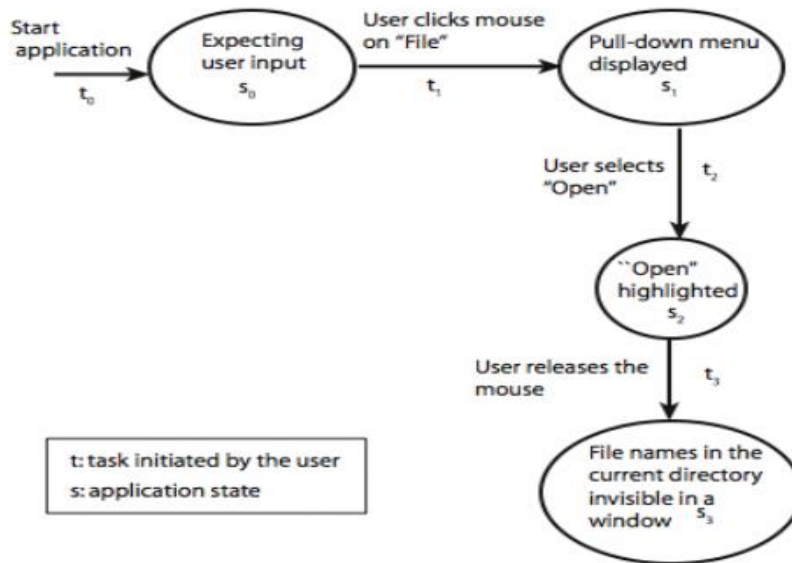 Start
application
t₀
Expecting
user input
s₀
User clicks mouse
on “File”
t₁
Pull-down menu
displayed
s₁
User selects
“Open”
t₂
``Open”
highlighted
s₂
User releases the
mouse
t₃
File names in the
current directory
invisible in a
window s₃
t: task initiated by the user
s: application state